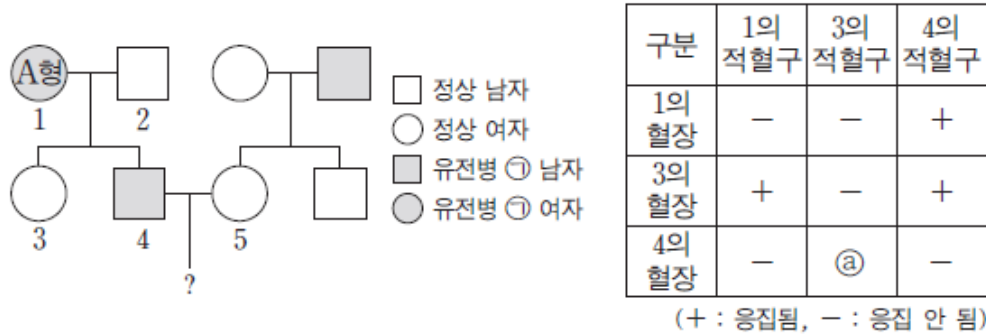 A형
1
2
3
4
5
?
정상 남자
정상 여자
유전병 ㉠ 남자
유전병 ㉠ 여자
구분 1의 적혈구 3의 적혈구 4의 적혈구
1의 혈장 － － ＋
3의 혈장 ＋ － ＋
4의 혈장 － ⓐ －
(＋ : 응집됨, － : 응집 안 됨)